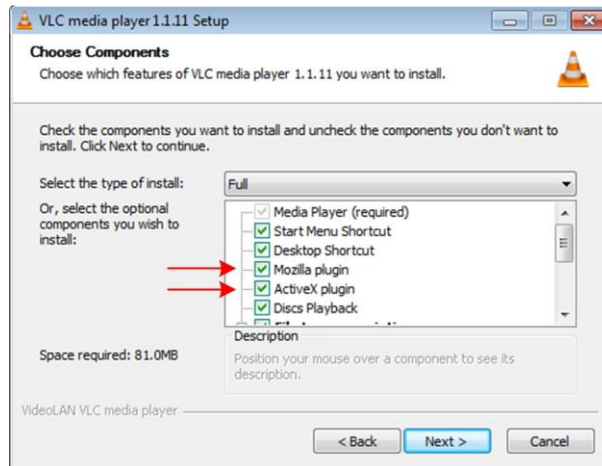 VLC media player 1.1.11 Setup
Choose Components
Choose which features of VLC media player 1.1.11 you want to install.
Check the components you want to install and uncheck the components you don't want to
install. Click Next to continue.
Select the type of install:
Full
Or, select the optional
components you wish to
install:
Media Player (required)
Start Menu Shortcut
Desktop Shortcut
Mozilla plugin
ActiveX plugin
Discs Playback
Space required: 81.0MB
Description
Position your mouse over a component to see its
description.
VideoLAN VLC media player
< Back
Next >
Cancel